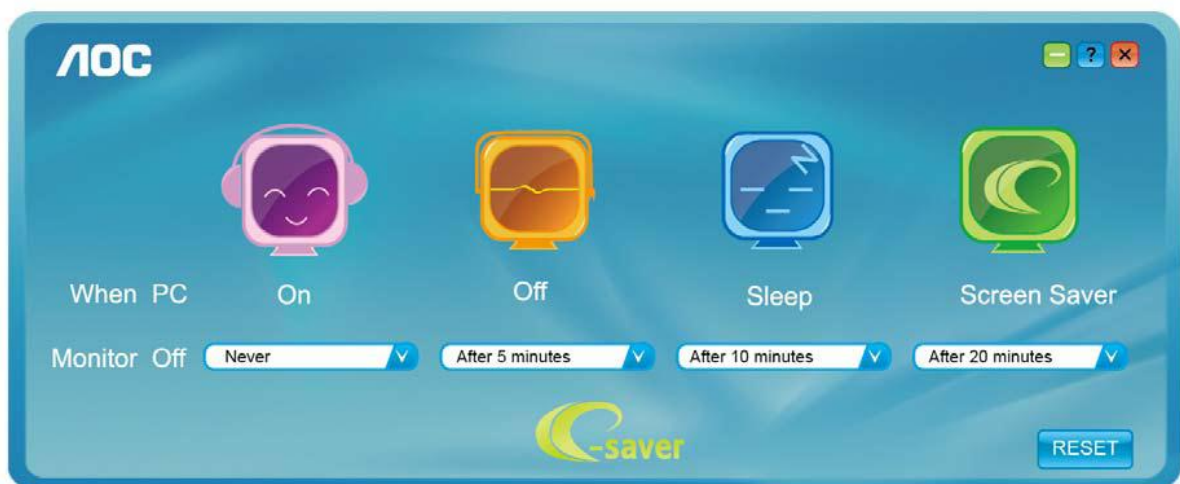 AOC
?
When PC On Off Sleep Screen Saver
Monitor Off Never After 5 minutes After 10 minutes After 20 minutes
e-saver
RESET